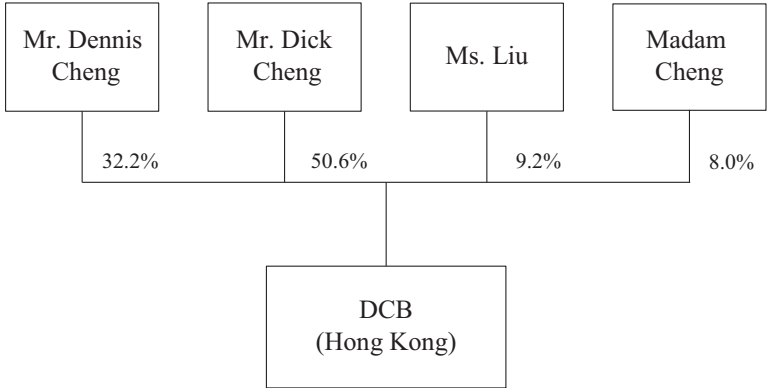 Mr. Dennis
Cheng
Mr. Dick
Cheng
Ms. Liu
Madam
Cheng
32.2%
50.6%
9.2%
8.0%
DCB
(Hong Kong)